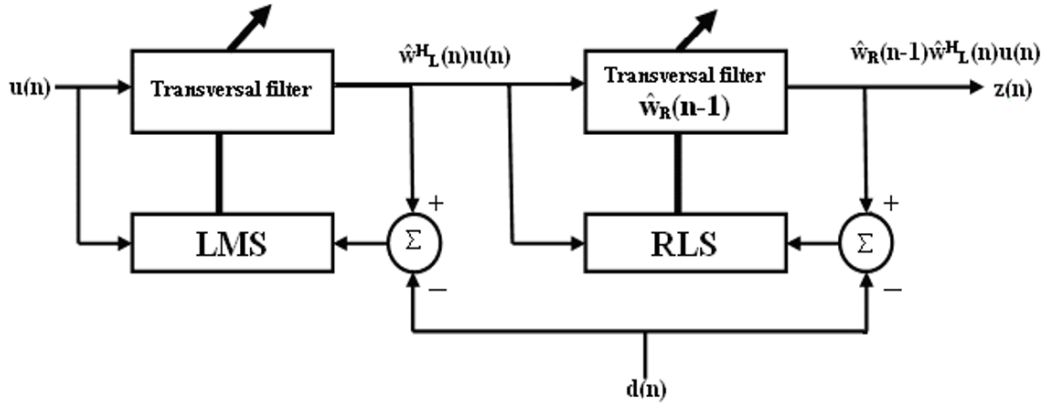 u(n)
Transversal filter
ŵᴴL(n)u(n)
Transversal filter
ŵR(n-1)
ŵR(n-1)ŵᴴL(n)u(n)
z(n)
LMS
+
Σ
−
RLS
+
Σ
−
d(n)